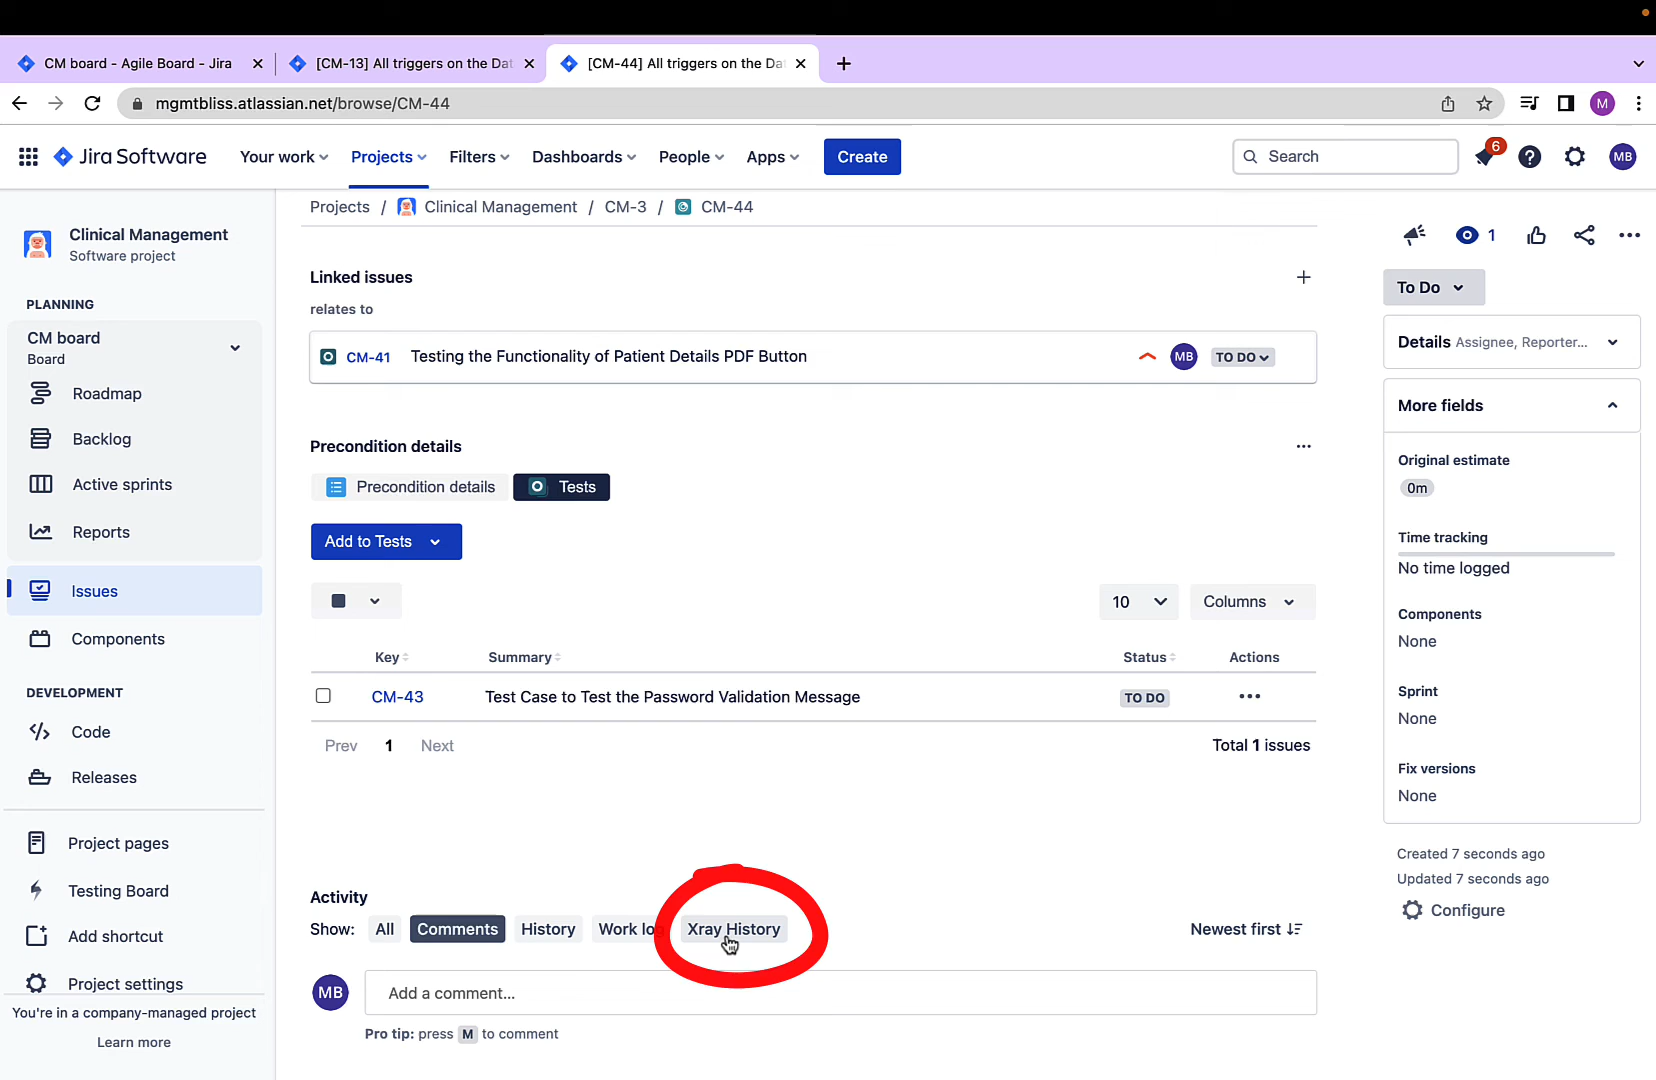 CM board - Agile Board - Jira
[CM-13] All triggers on the Dat
[CM-44] All triggers on the Da
mgmtbliss.atlassian.net/browse/CM-44
M
Jira Software
Your work
Projects
Filters
Dashboards
People
Apps
Create
Search
6
MB
Clinical Management
Software project
PLANNING
CM board
Board
Roadmap
Backlog
Active sprints
Reports
Issues
Components
DEVELOPMENT
Code
Releases
Project pages
Testing Board
Add shortcut
Project settings
You're in a company-managed project
Learn more
Projects / Clinical Management / CM-3 / CM-44
Linked issues
relates to
CM-41 Testing the Functionality of Patient Details PDF Button MB TO DO
Precondition details
Precondition details Tests
Add to Tests
10 Columns
Key Summary Status Actions
CM-43 Test Case to Test the Password Validation Message TO DO
Prev 1 Next Total 1 issues
Activity
Show: All Comments History Work log Xray History Newest first
MB Add a comment...
Pro tip: press M to comment
1
To Do
Details Assignee, Reporter...
More fields
Original estimate
0m
Time tracking
No time logged
Components
None
Sprint
None
Fix versions
None
Created 7 seconds ago
Updated 7 seconds ago
Configure